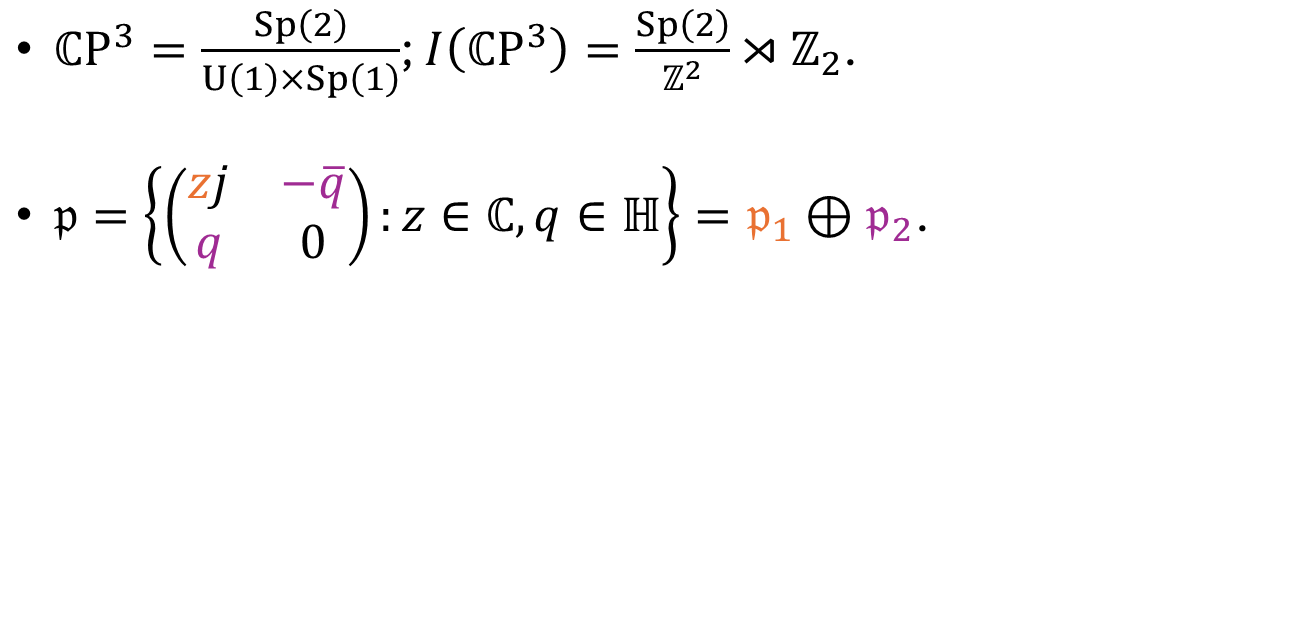 • ℂP³ = Sp(2) / U(1)×Sp(1); I(ℂP³) = Sp(2) / ℤ² ⋊ ℤ₂.
• 𝔭 = {(zj −q̄ q 0) : z ∈ ℂ, q ∈ ℍ} = 𝔭₁ ⊕ 𝔭₂.